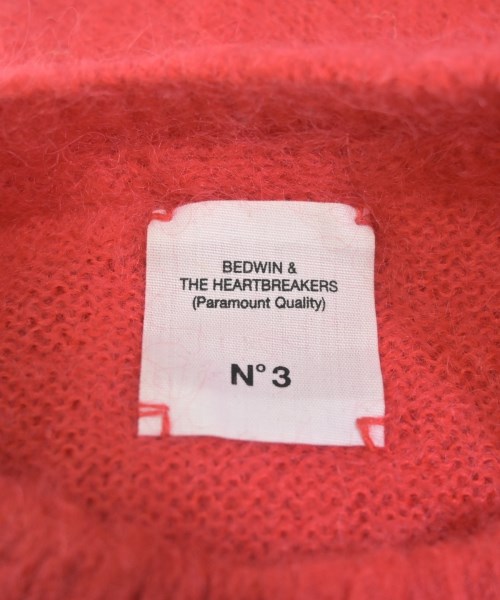 BEDWIN &
THE HEARTBREAKERS
(Paramount Quality)
N° 3